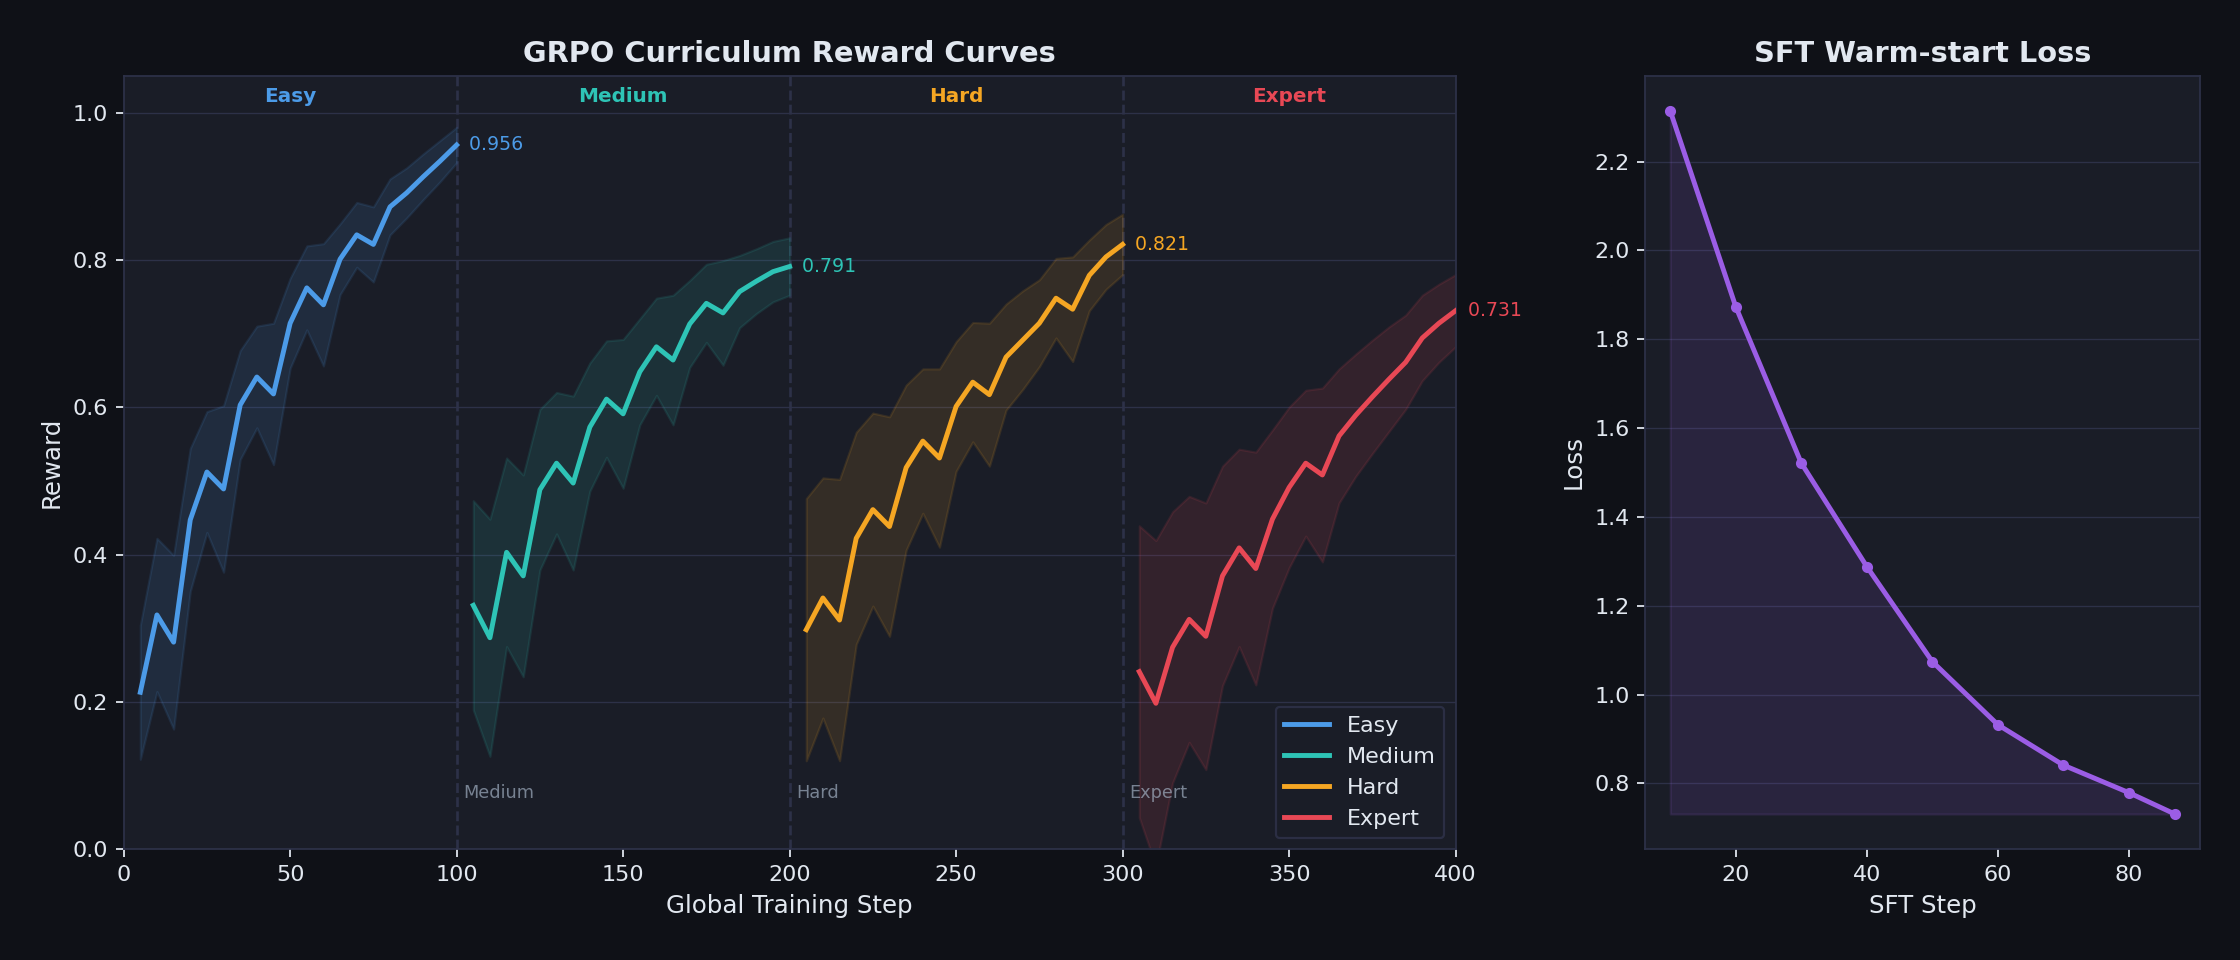 GRPO Curriculum Reward Curves
Easy
Medium
Hard
Expert
1.0
0.8
0.6
0.4
0.2
0.0
Reward
0.956
0.791
0.821
0.731
Medium
Hard
Expert
Easy
Medium
Hard
Expert
0
50
100
150
200
250
300
350
400
Global Training Step
SFT Warm-start Loss
2.2
2.0
1.8
1.6
1.4
1.2
1.0
0.8
Loss
20
40
60
80
SFT Step